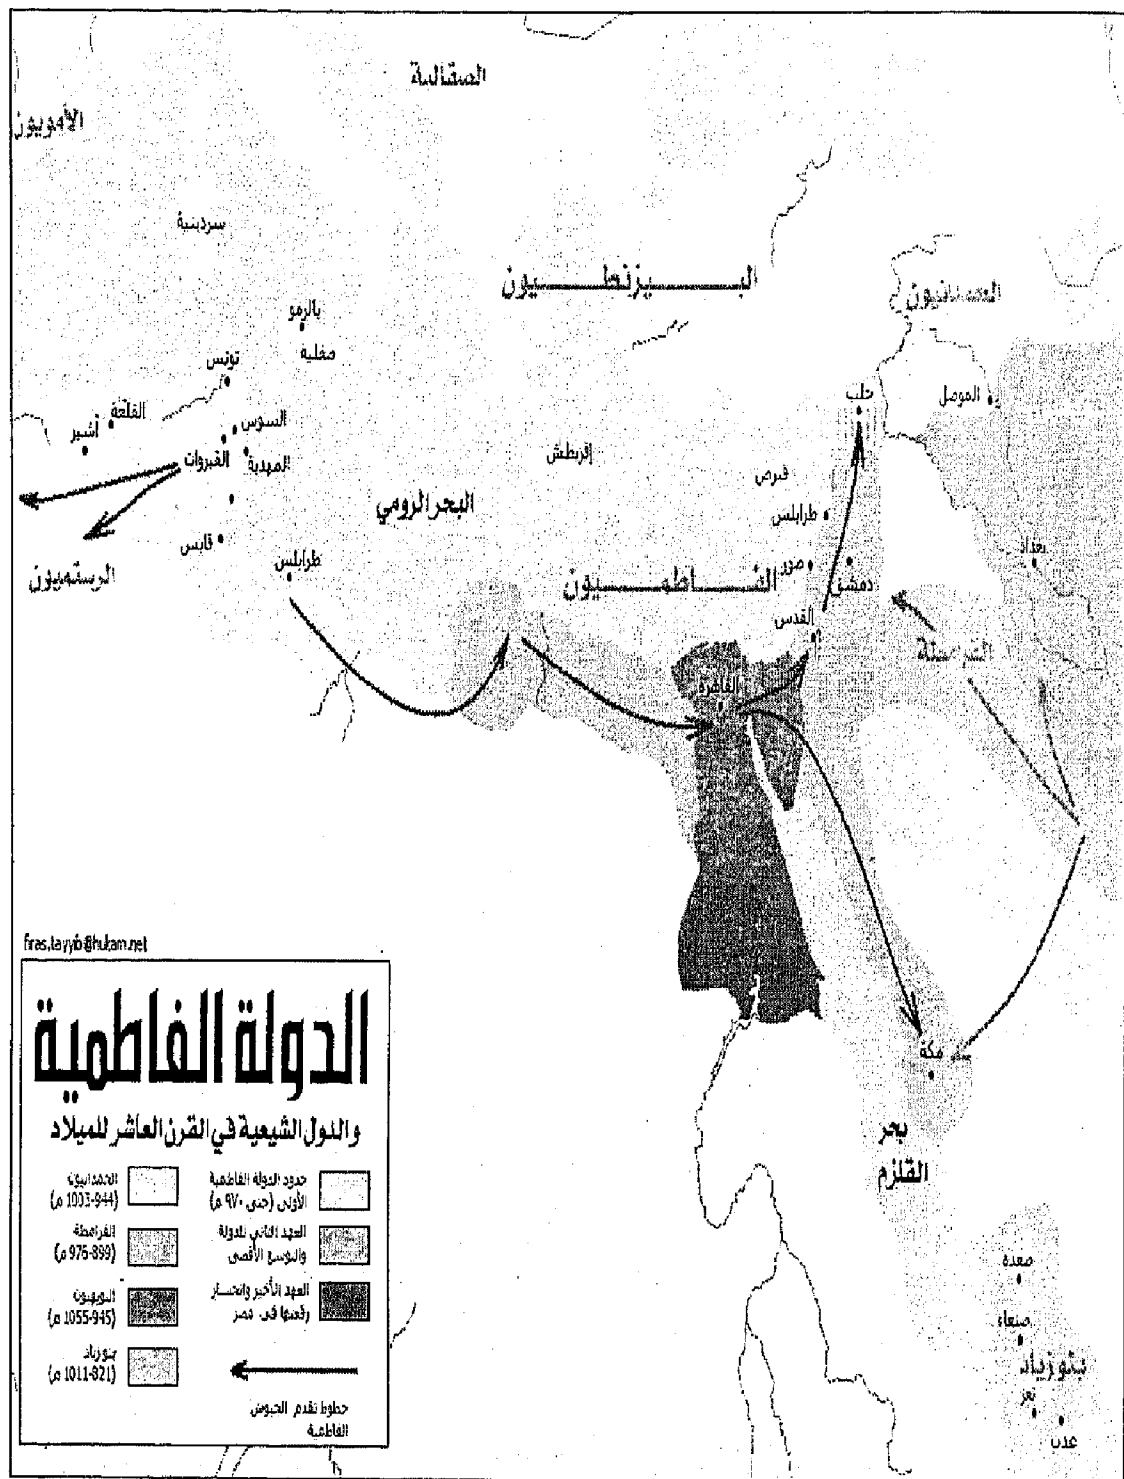 الصقالبة
الأمويون
سردينية
البـــيزنطـــيون
الحمدانيون
بالرمو
صقلية
تونس
القلعة
أشير
السوس
القيروات
المهدية
قابس
إقريطش
قبرص
حلب
الموصل
البحر الرومي
طرابلس
صور
دمشق
بغداد
الرستميون
طرابلس
الفـــاطمـــيون
القدس
القرامطة
القاهرة
مكة
بحر
القلزم
صعدة
صنعاء
بنو زياد
تعز
عدن
firas.tayyib@hukam.net
الدولة الفاطمية
والدول الشيعية في القرن العاشر للميلاد
حدود الدولة الفاطمية
الأولى (حتى ٩٧٠ م)
العهد الثاني للدولة
والتوسع الأقصى
العهد الأخير وانحسار
رقعتها في مصر
الحمدانيون
(944-1003 م)
القرامطة
(899-976 م)
البويهيون
(945-1055 م)
بنو زياد
(821-1011 م)
خطوط تقدم الجيوش
الفاطمية